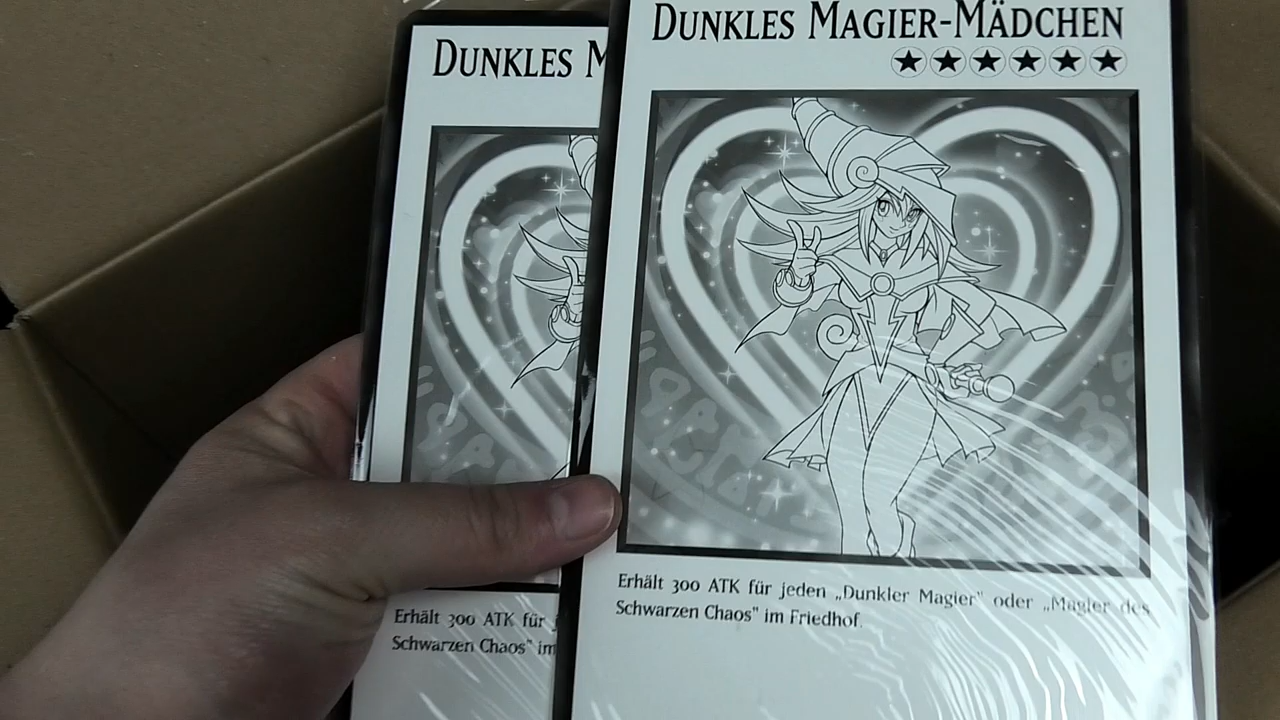 DUNKLES MAGIER-MÄDCHEN
Erhält 300 ATK für jeden „Dunkler Magier" oder „Magier des
Schwarzen Chaos" im Friedhof.
DUNKLES M
Erhält 300 ATK für
Schwarzen Chaos" im